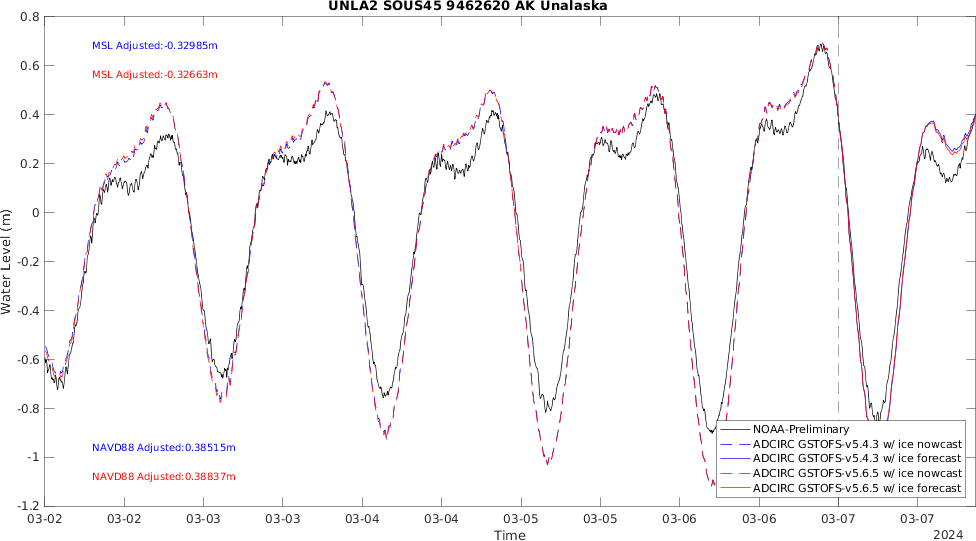 UNLA2 SOUS45 9462620 AK Unalaska
0.8
MSL Adjusted:-0.32985m
0.6
MSL Adjusted:-0.32663m
0.4
0.2
0
-0.2
-0.4
-0.6
-0.8
-1
-1.2
Water Level (m)
NAVD88 Adjusted:0.38515m
NAVD88 Adjusted:0.38837m
NOAA-Preliminary
ADCIRC GSTOFS-v5.4.3 w/ ice nowcast
ADCIRC GSTOFS-v5.4.3 w/ ice forecast
ADCIRC GSTOFS-v5.6.5 w/ ice nowcast
ADCIRC GSTOFS-v5.6.5 w/ ice forecast
03-02 03-02 03-03 03-03 03-04 03-04 03-05 03-05 03-06 03-06 03-07 03-07
Time
2024